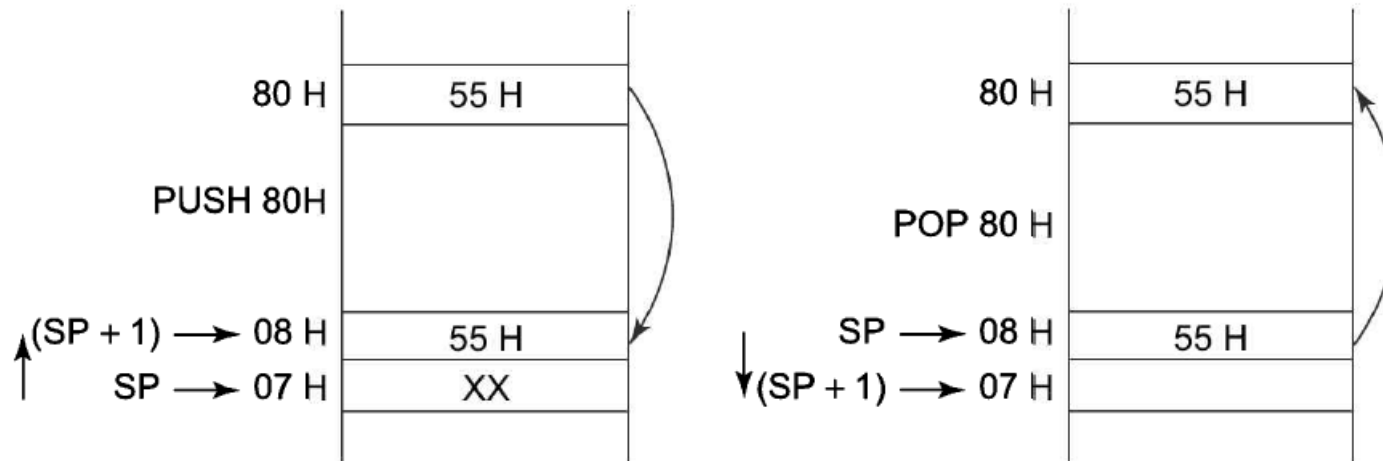 80 H 55 H
PUSH 80H
(SP + 1) 08 H 55 H
SP 07 H XX
80 H 55 H
POP 80 H
SP 08 H 55 H
(SP + 1) 07 H